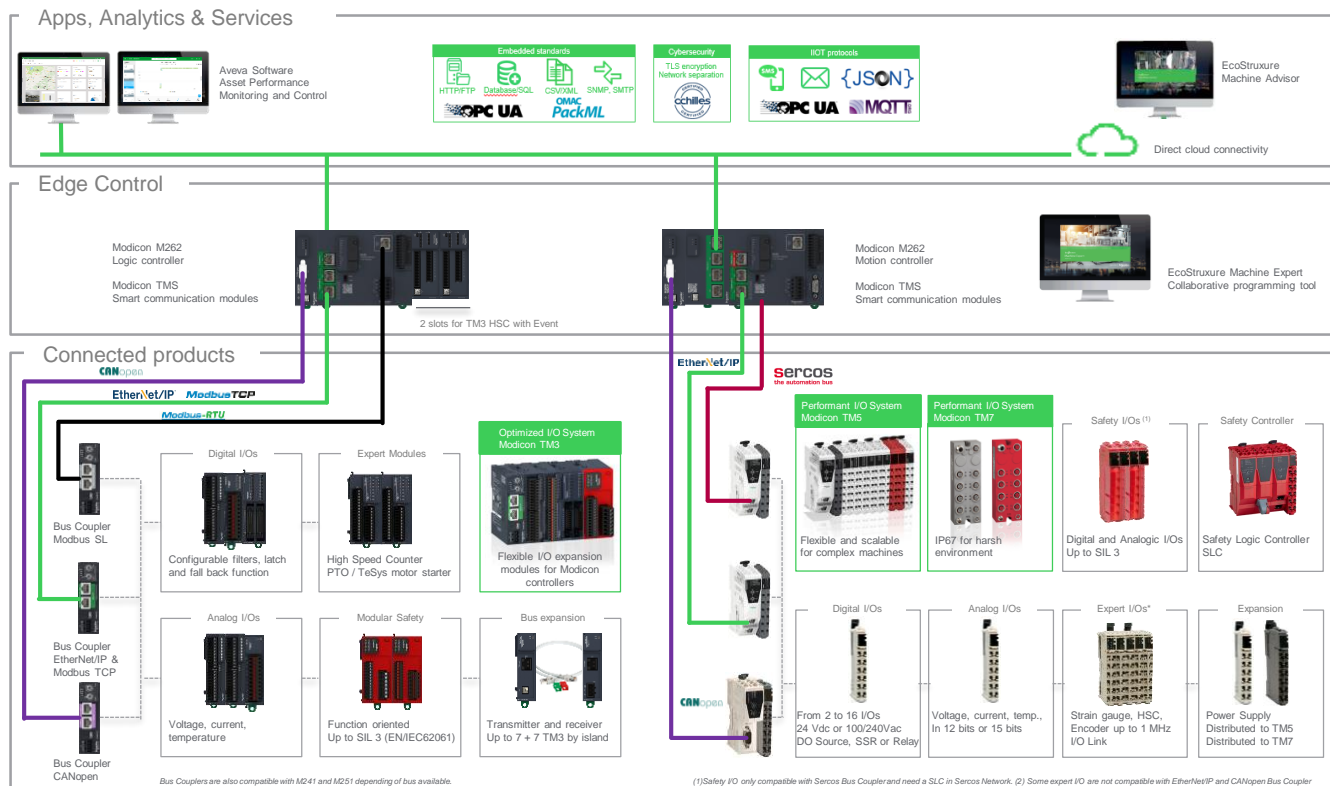 Apps, Analytics & Services
Aveva Software
Asset Performance
Monitoring and Control
Embedded standards
HTTP/FTP
Database/SQL
CSV/XML
SNMP, SMTP
OPC UA
OMAC
PackML
Cybersecurity
TLS encryption
Network separation
achilles
IIOT protocols
SMS
{JSON}
OPC UA
MQTT
EcoStruxure
Machine Advisor
Direct cloud connectivity
Edge Control
Modicon M262
Logic controller
Modicon TMS
Smart communication modules
2 slots for TM3 HSC with Event
Modicon M262
Motion controller
Modicon TMS
Smart communication modules
EcoStruxure Machine Expert
Collaborative programming tool
Connected products
CANopen
EtherNet/IP
ModbusTCP
Modbus-RTU
Bus Coupler
Modbus SL
Bus Coupler
EtherNet/IP &
Modbus TCP
Bus Coupler
CANopen
Digital I/Os
Configurable filters, latch
and fall back function
Expert Modules
High Speed Counter
PTO / TeSys motor starter
Optimized I/O System
Modicon TM3
Flexible I/O expansion
modules for Modicon
controllers
Analog I/Os
Voltage, current,
temperature
Modular Safety
Function oriented
Up to SIL 3 (EN/IEC62061)
Bus expansion
Transmitter and receiver
Up to 7 + 7 TM3 by island
Bus Couplers are also compatible with M241 and M251 depending of bus available.
EtherNet/IP
sercos
the automation bus
CANopen
Performant I/O System
Modicon TM5
Flexible and scalable
for complex machines
Performant I/O System
Modicon TM7
IP67 for harsh
environment
Safety I/Os (1)
Digital and Analogic I/Os
Up to SIL 3
Safety Controller
Safety Logic Controller
SLC
Digital I/Os
From 2 to 16 I/Os
24 Vdc or 100/240Vac
DO Source, SSR or Relay
Analog I/Os
Voltage, current, temp.,
In 12 bits or 15 bits
Expert I/Os*
Strain gauge, HSC,
Encoder up to 1 MHz
I/O Link
Expansion
Power Supply
Distributed to TM5
Distributed to TM7
(1)Safety I/O only compatible with Sercos Bus Coupler and need a SLC in Sercos Network. (2) Some expert I/O are not compatible with EtherNet/IP and CANopen Bus Coupler